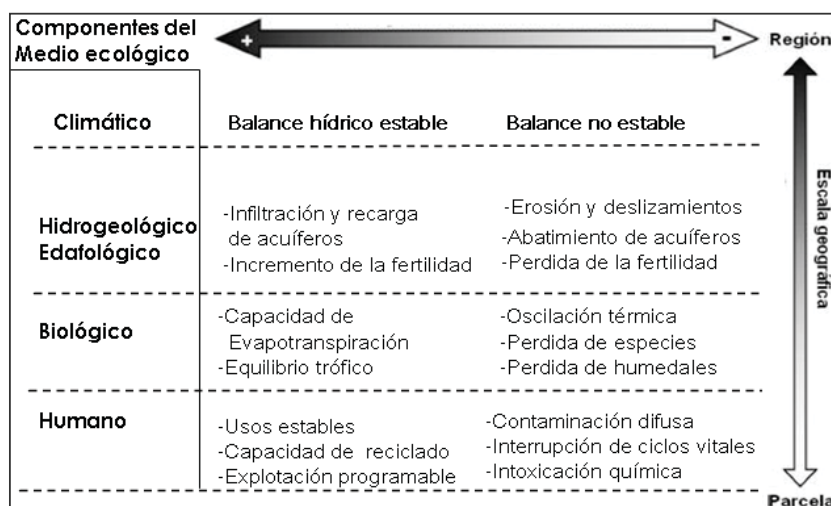 Componentes del
Medio ecológico
+
-
Región
Climático
Balance hídrico estable
Balance no estable
Hidrogeológico
Edafológico
-Infiltración y recarga
de acuíferos
-Incremento de la fertilidad
-Erosión y deslizamientos
-Abatimiento de acuíferos
-Perdida de la fertilidad
Biológico
-Capacidad de
Evapotranspiración
-Equilibrio trófico
-Oscilación térmica
-Perdida de especies
-Perdida de humedales
Humano
-Usos estables
-Capacidad de reciclado
-Explotación programable
-Contaminación difusa
-Interrupción de ciclos vitales
-Intoxicación química
Escala geográfica
Parcela